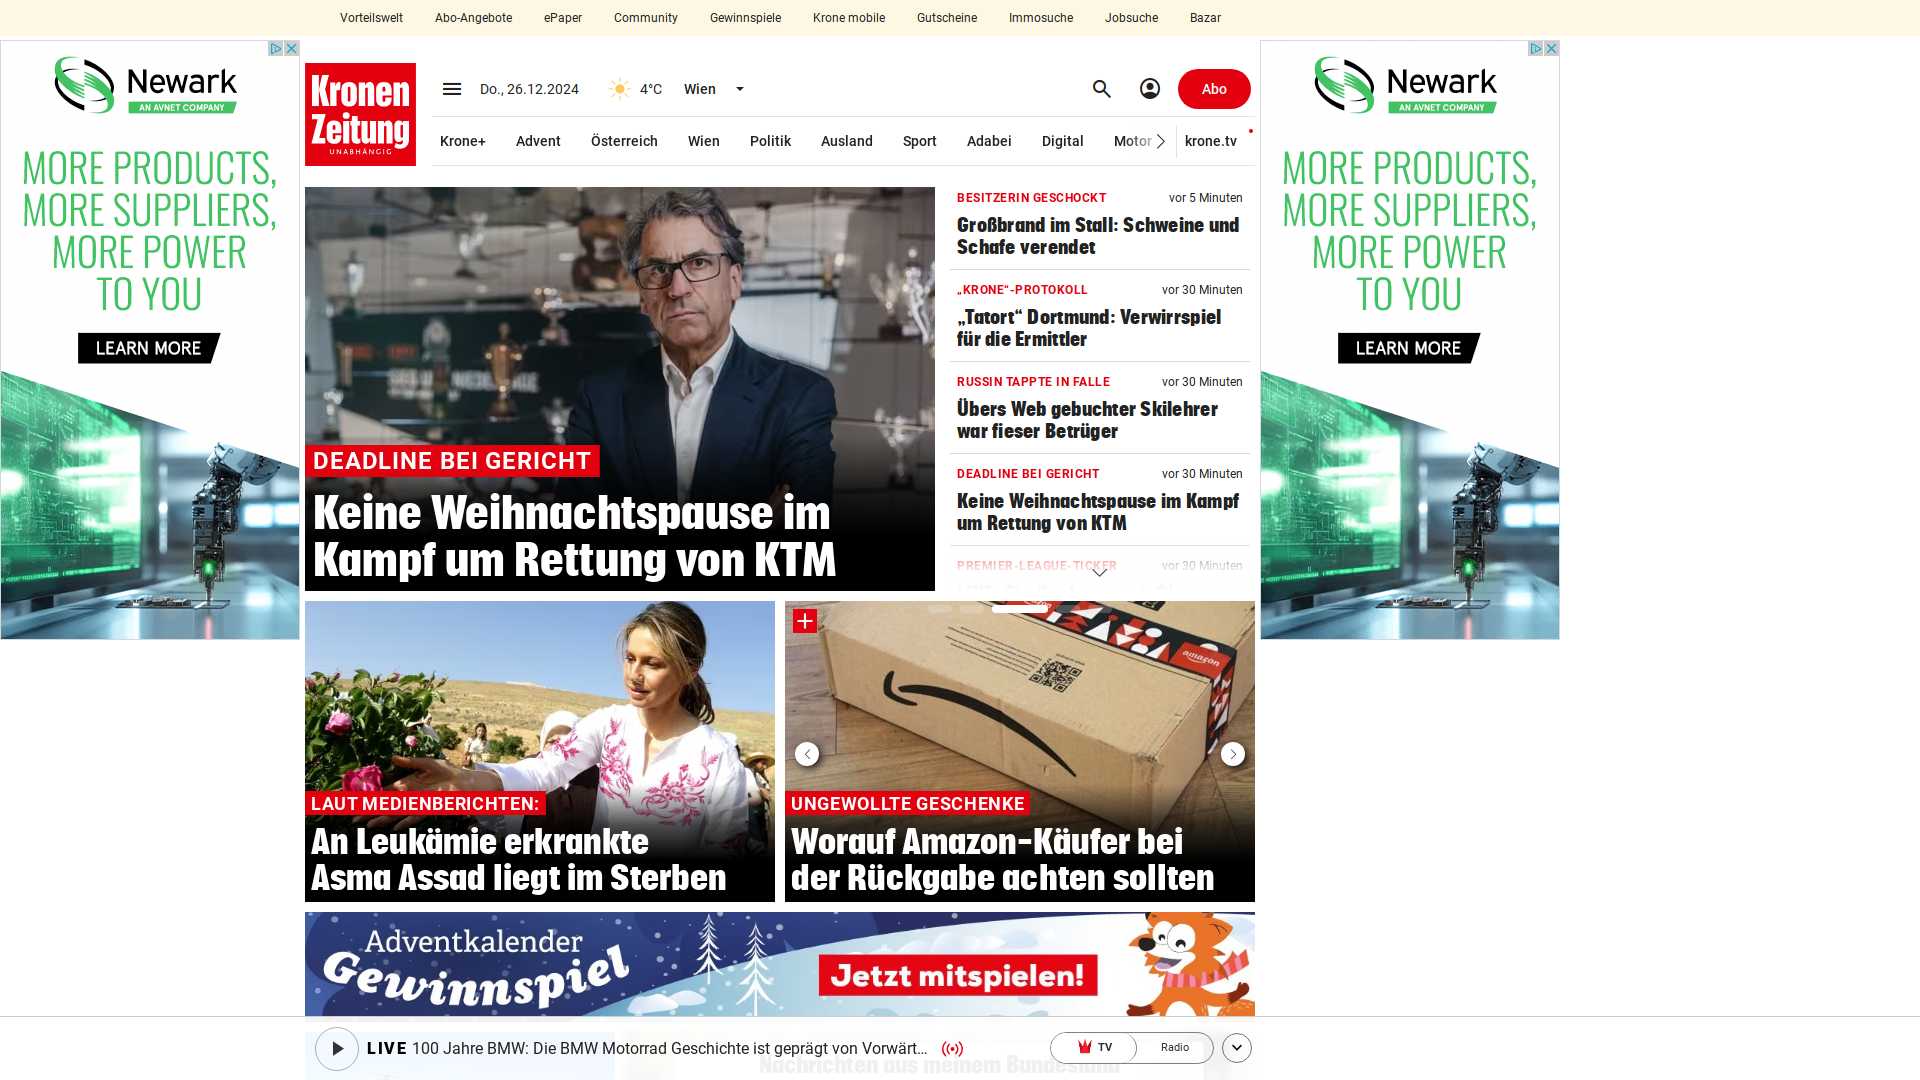 Vorteilswelt Abo-Angebote ePaper Community Gewinnspiele Krone mobile Gutscheine Immosuche Jobsuche Bazar
Newark
AN AVNET COMPANY
MORE PRODUCTS,
MORE SUPPLIERS,
MORE POWER
TO YOU
LEARN MORE
Kronen
Zeitung
UNABHÄNGIG
Do., 26.12.2024 4°C Wien
Abo
Krone+ Advent Österreich Wien Politik Ausland Sport Adabei Digital Motor krone.tv
DEADLINE BEI GERICHT
Keine Weihnachtspause im
Kampf um Rettung von KTM
BESITZERIN GESCHOCKT vor 5 Minuten
Großbrand im Stall: Schweine und
Schafe verendet
„KRONE“-PROTOKOLL vor 30 Minuten
„Tatort“ Dortmund: Verwirrspiel
für die Ermittler
RUSSIN TAPPTE IN FALLE vor 30 Minuten
Übers Web gebuchter Skilehrer
war fieser Betrüger
DEADLINE BEI GERICHT vor 30 Minuten
Keine Weihnachtspause im Kampf
um Rettung von KTM
PREMIER-LEAGUE-TICKER vor 30 Minuten
LAUT MEDIENBERICHTEN:
An Leukämie erkrankte
Asma Assad liegt im Sterben
amazon
UNGEWOLLTE GESCHENKE
Worauf Amazon-Käufer bei
der Rückgabe achten sollten
Adventkalender
Gewinnspiel
Jetzt mitspielen!
LIVE 100 Jahre BMW: Die BMW Motorrad Geschichte ist geprägt von Vorwärt...
TV Radio
Nachrichten aus meinem Bundesland
Newark
AN AVNET COMPANY
MORE PRODUCTS,
MORE SUPPLIERS,
MORE POWER
TO YOU
LEARN MORE